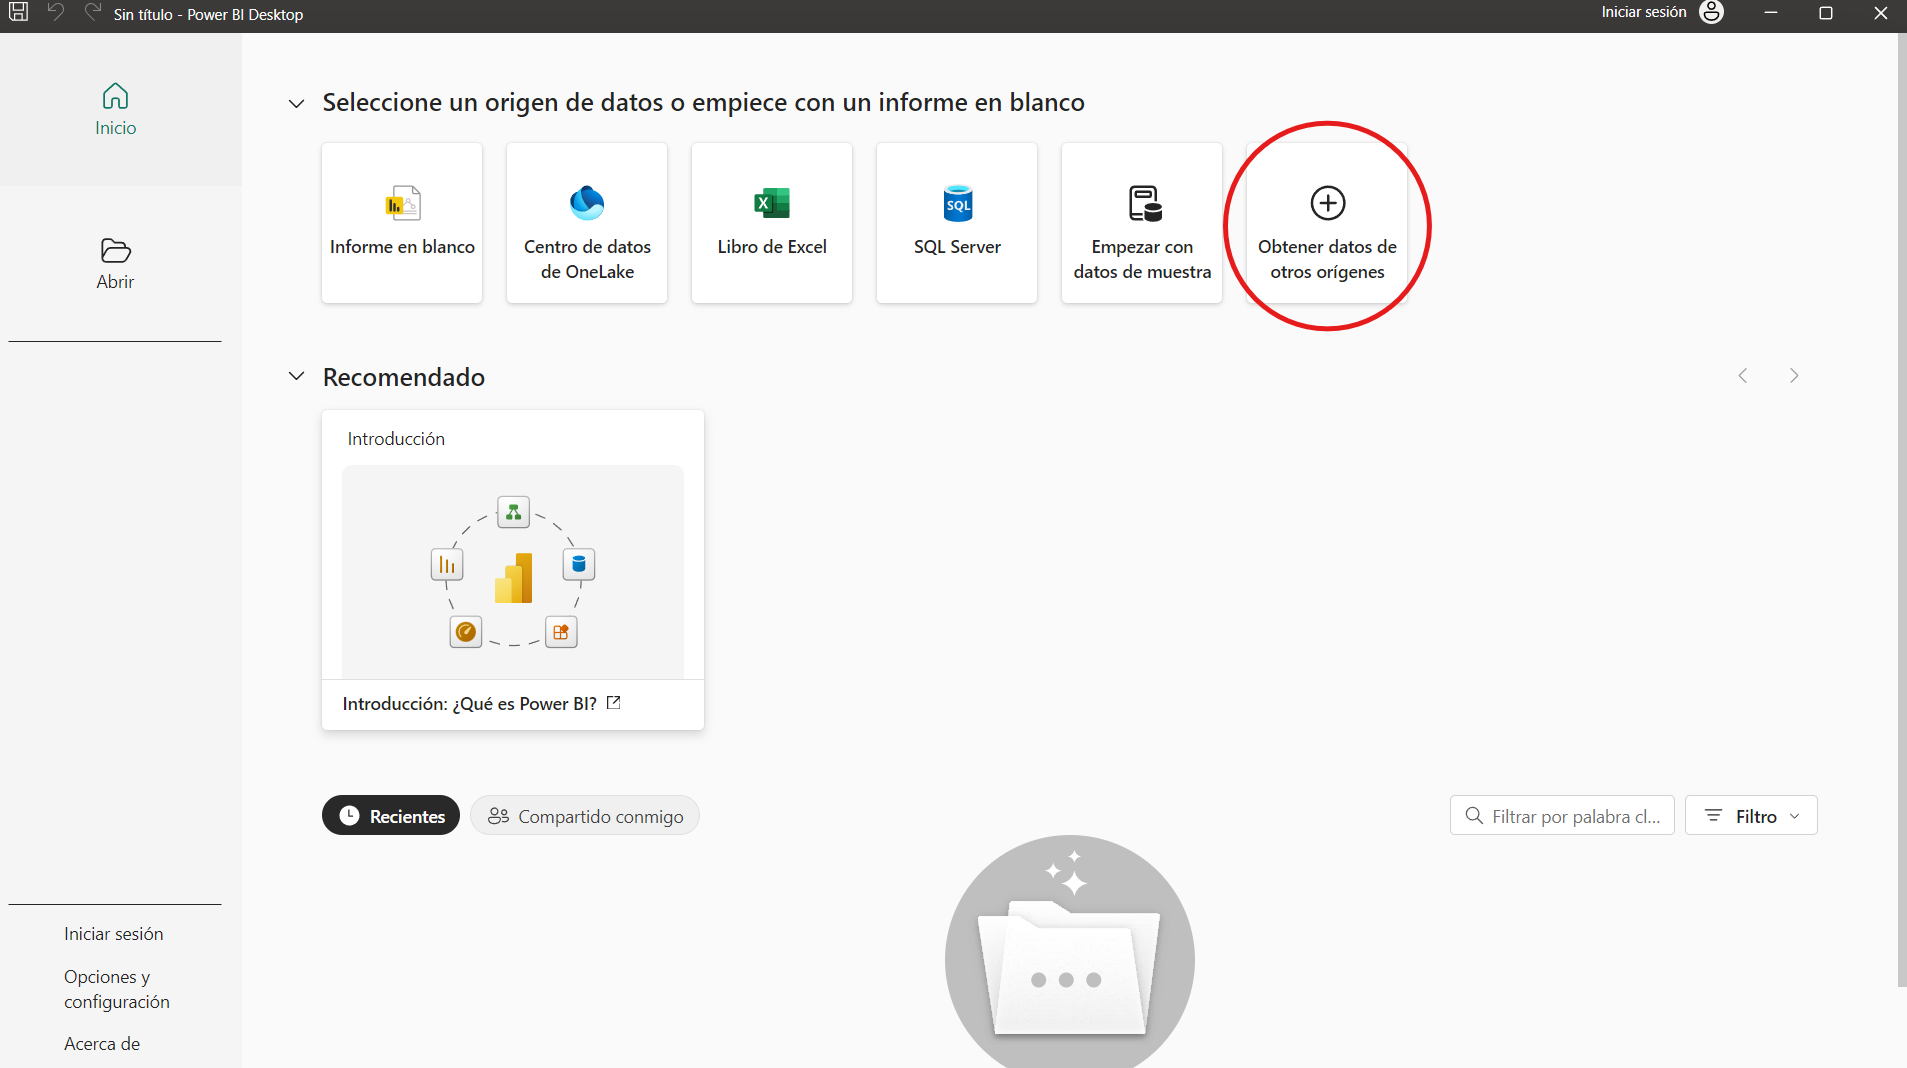 Sin título - Power BI Desktop
Iniciar sesión
Inicio
Abrir
Seleccione un origen de datos o empiece con un informe en blanco
Informe en blanco
Centro de datos
de OneLake
Libro de Excel
SQL
SQL Server
Empezar con
datos de muestra
Obtener datos de
otros orígenes
Recomendado
Introducción
Introducción: ¿Qué es Power BI?
Recientes
Compartido conmigo
Filtrar por palabra cl...
Filtro
Iniciar sesión
Opciones y
configuración
Acerca de